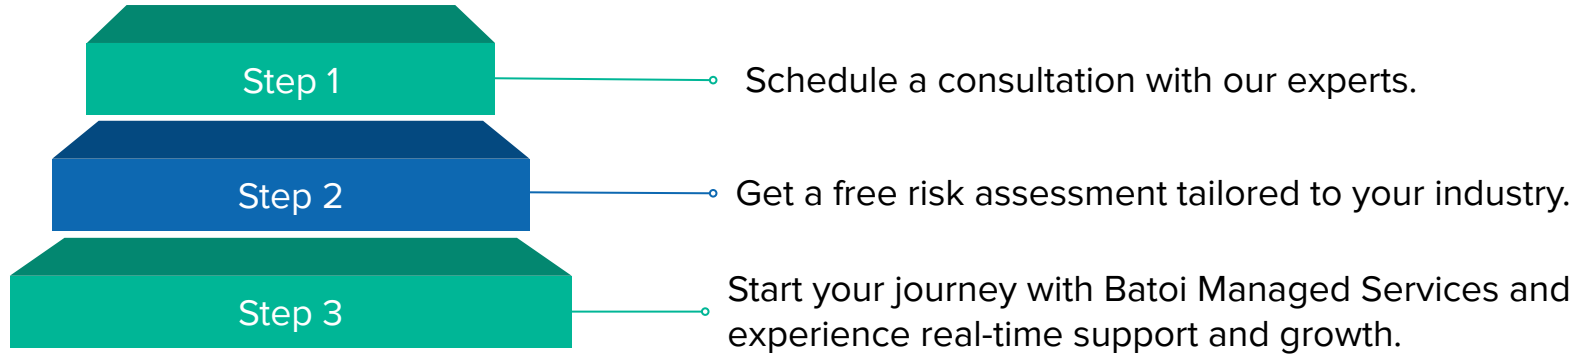 Step 1
Schedule a consultation with our experts.
Step 2
Get a free risk assessment tailored to your industry.
Step 3
Start your journey with Batoi Managed Services and
experience real-time support and growth.